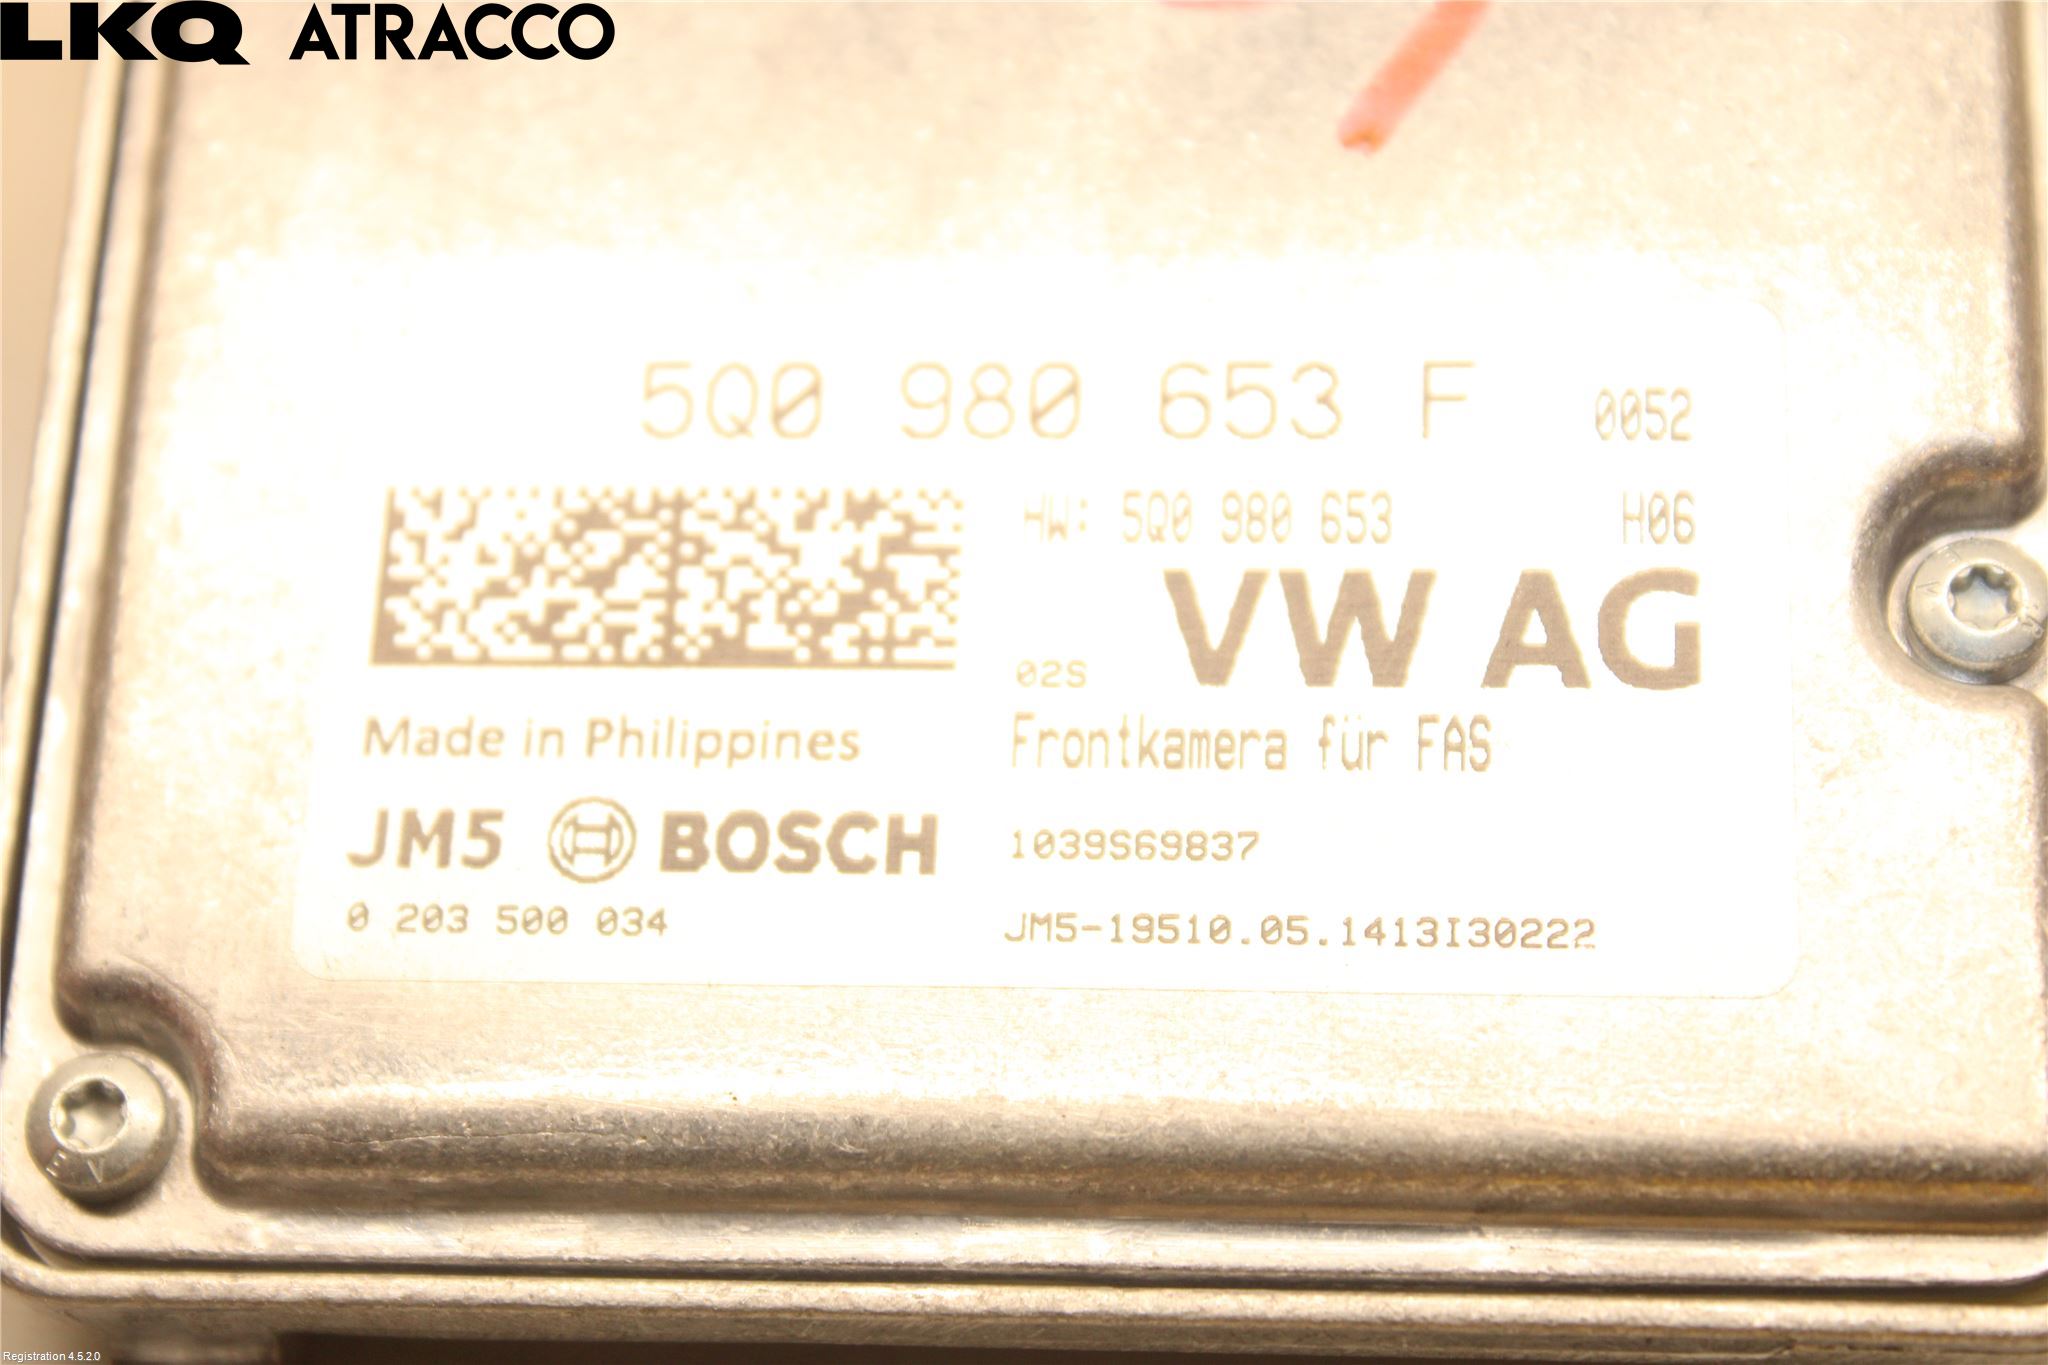 LKQ ATRACCO
5Q0 980 653 F 0052
HW: 5Q0 980 653 H06
02S VW AG
Made in Philippines
Frontkamera für FAS
JM5 BOSCH
1039S69837
0 203 500 034
JM5-19510.05.1413I30222
E V
Registration 4.5.2.0